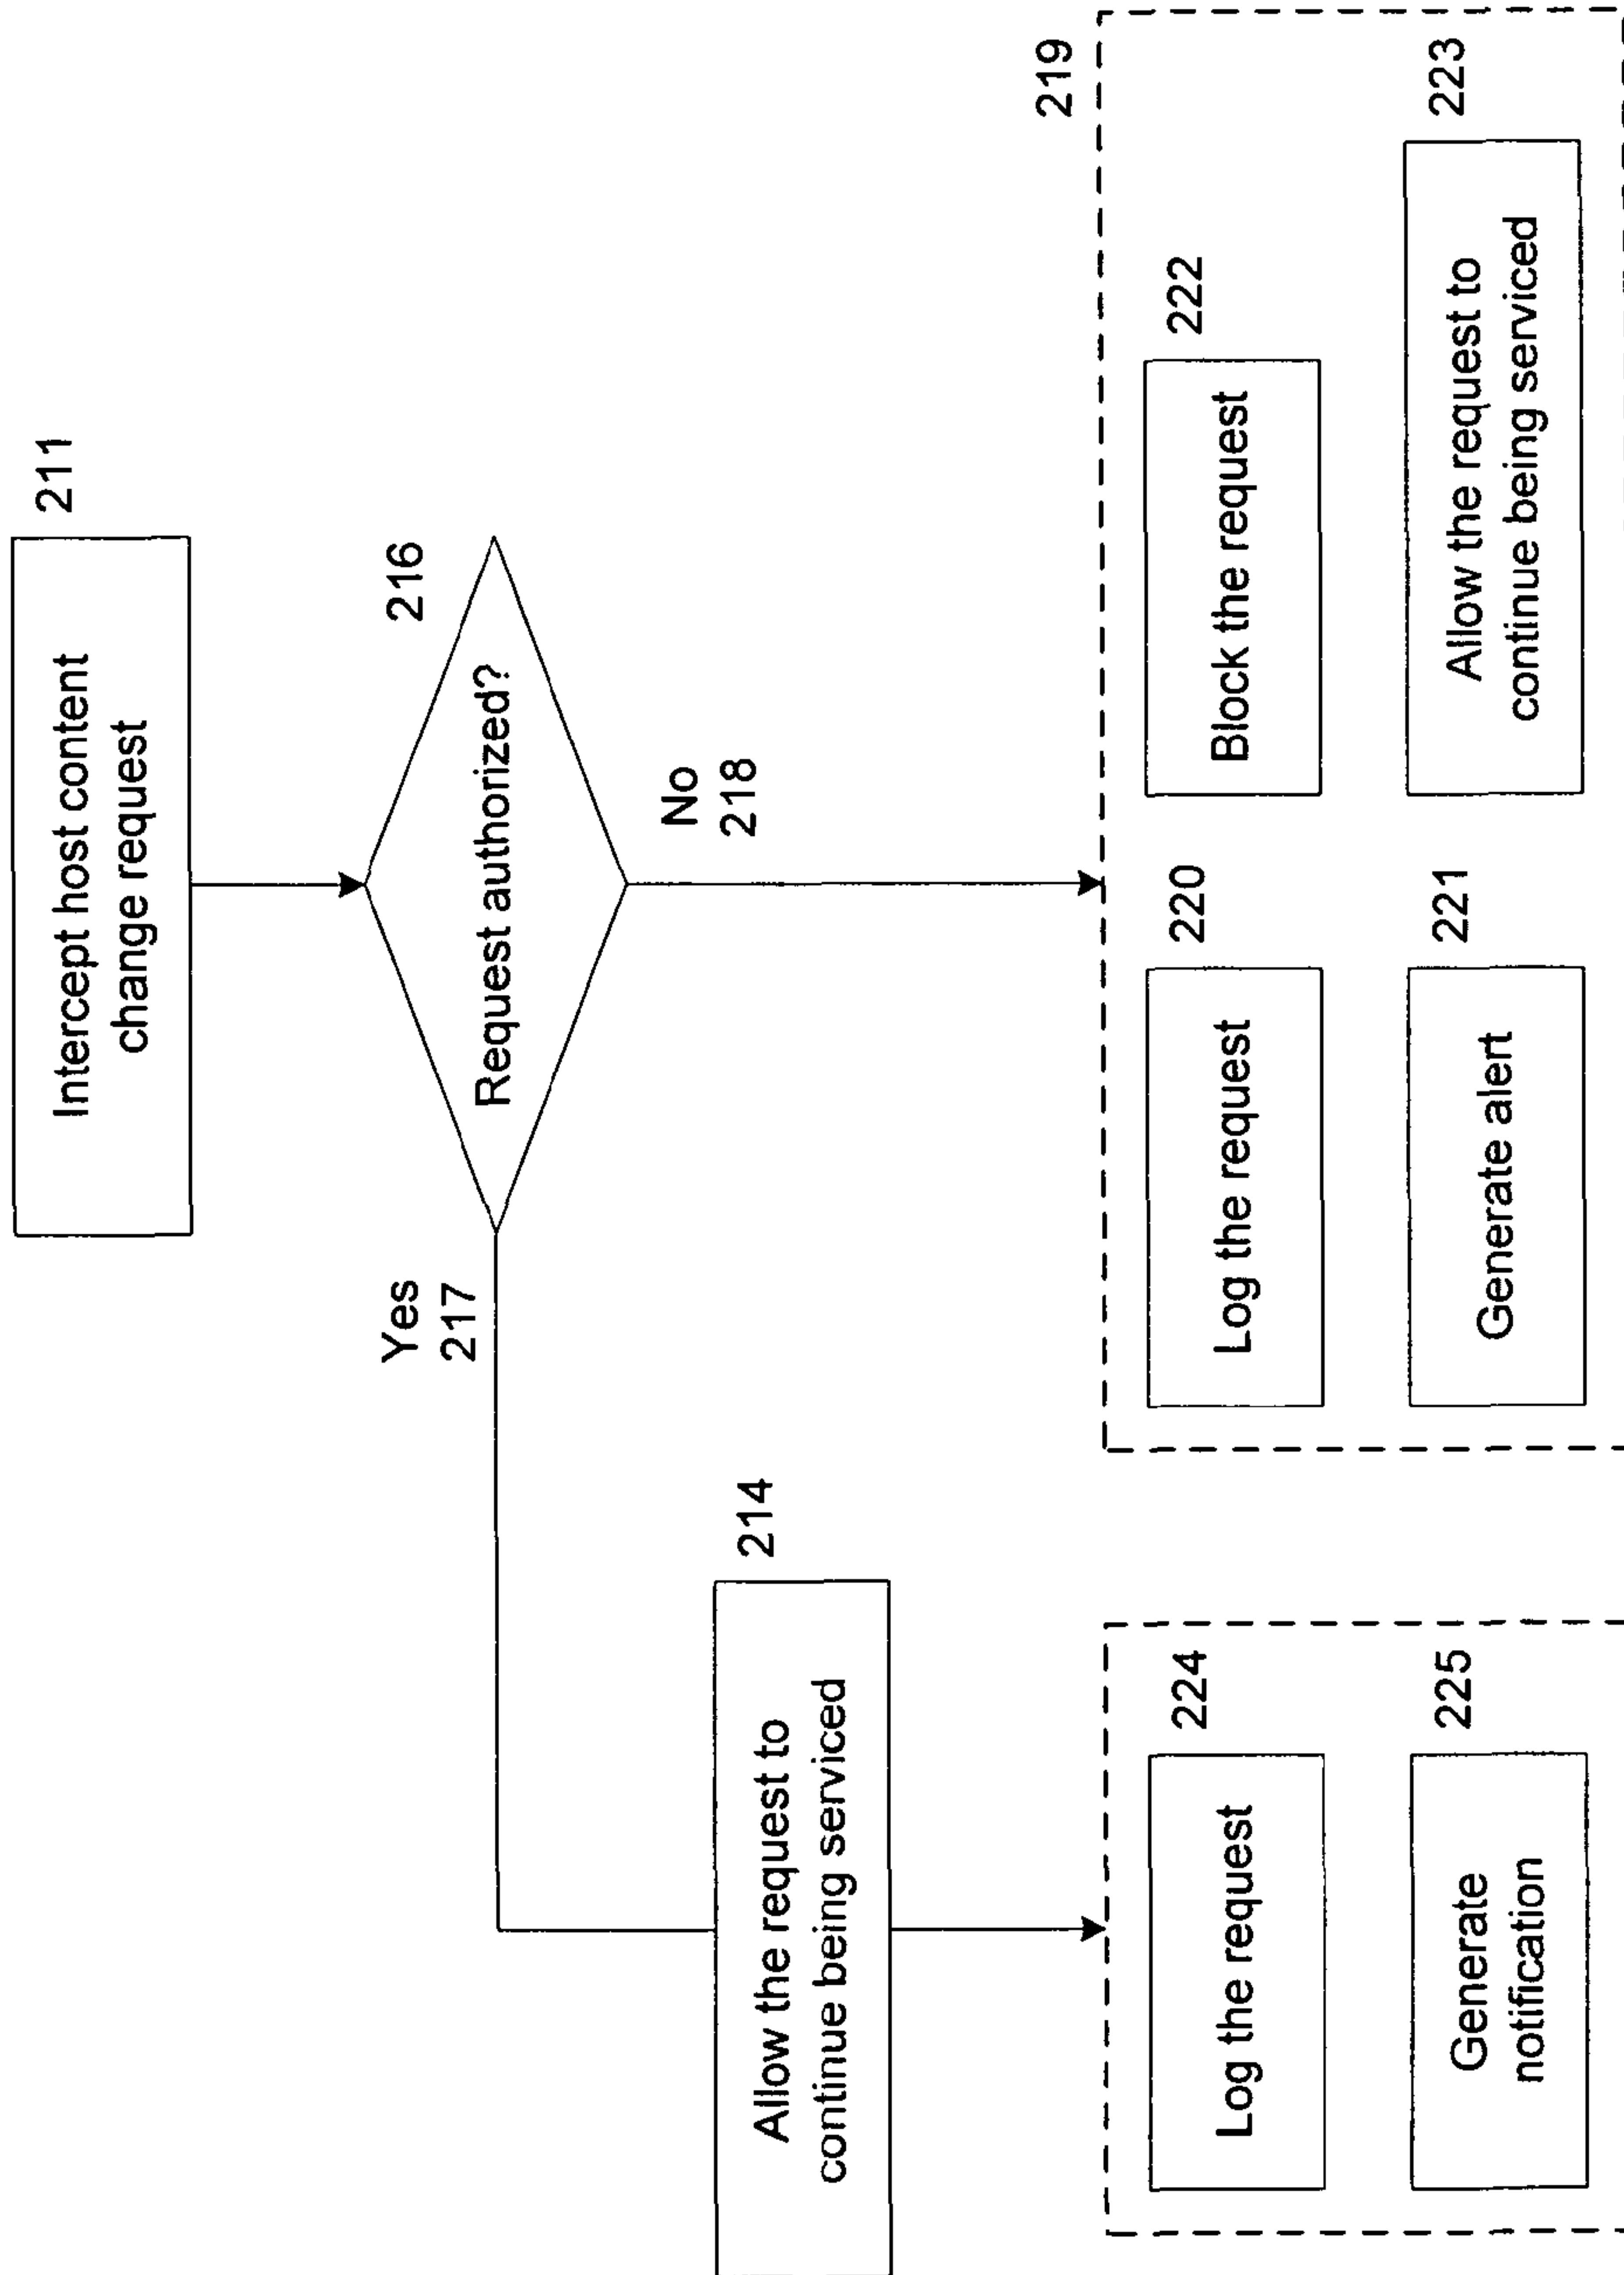 Intercept host content
change request
211
Request authorized?
216
Yes
217
No
218
Allow the request to
continue being serviced
214
Log the request
224
Generate
notification
225
219
Log the request
220
Block the request
222
Generate alert
221
Allow the request to
continue being serviced
223